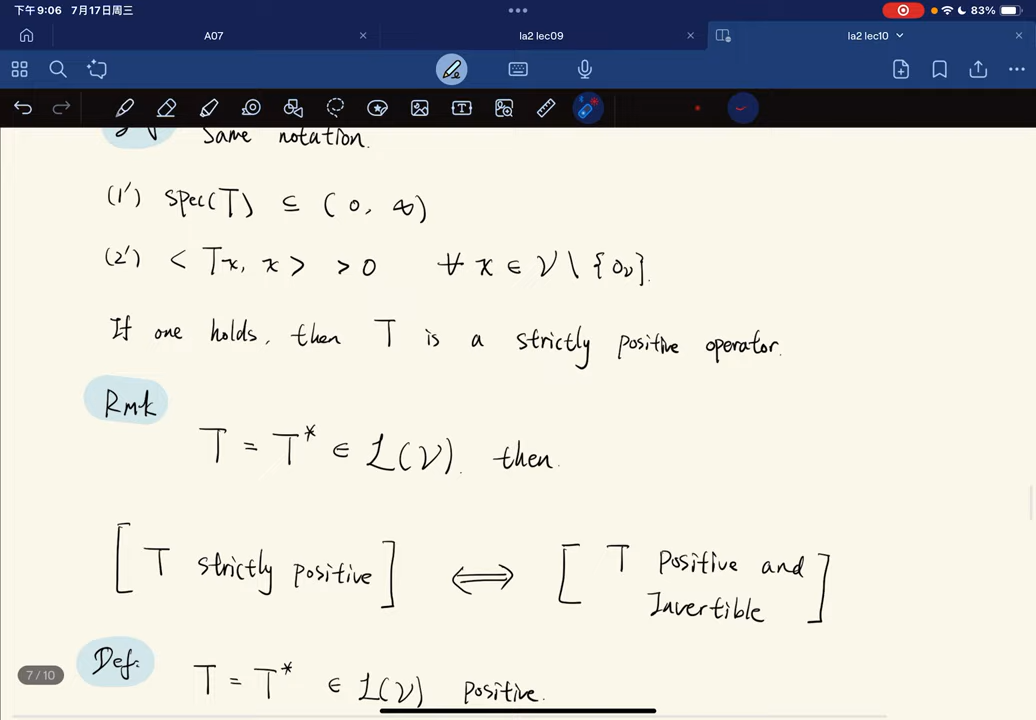 下午9:06 7月17日周三
83%
A07
la2 lec09
la2 lec10
Same notation.
(1') spec(T) ⊆ (0, ∞)
(2') < Tx, x > > 0 ∀ x ∈ V \ {0v}.
If one holds, then T is a strictly positive operator.
Rmk
T = T* ∈ L(V). then
[T strictly positive] ⟺ [T Positive and
Invertible]
Def:
T = T* ∈ L(V) positive.
7 / 10